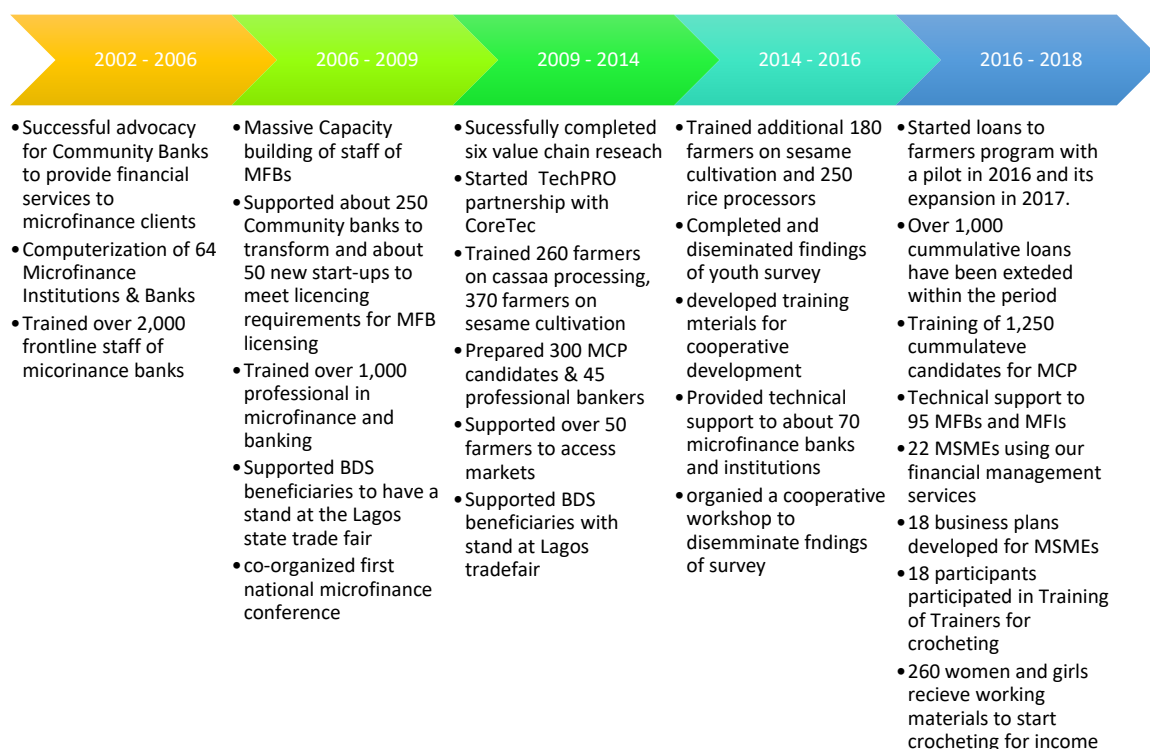 2002 - 2006
•Successful advocacy
for Community Banks
to provide financial
services to
microfinance clients
•Computerization of 64
Microfinance
Institutions & Banks
•Trained over 2,000
frontline staff of
micorinance banks
2006 - 2009
•Massive Capacity
building of staff of
MFBs
•Supported about 250
Community banks to
transform and about
50 new start-ups to
meet licencing
requirements for MFB
licensing
•Trained over 1,000
professional in
microfinance and
banking
•Supported BDS
beneficiaries to have a
stand at the Lagos
state trade fair
•co-organized first
national microfinance
conference
2009 - 2014
•Sucessfully completed
six value chain reseach
•Started TechPRO
partnership with
CoreTec
•Trained 260 farmers
on cassaa processing,
370 farmers on
sesame cultivation
•Prepared 300 MCP
candidates & 45
professional bankers
•Supported over 50
farmers to access
markets
•Supported BDS
beneficiaries with
stand at Lagos
tradefair
2014 - 2016
•Trained additional 180
farmers on sesame
cultivation and 250
rice processors
•Completed and
diseminated findings
of youth survey
•developed training
mterials for
cooperative
development
•Provided technical
support to about 70
microfinance banks
and institutions
•organied a cooperative
workshop to
disemminate fndings
of survey
2016 - 2018
•Started loans to
farmers program with
a pilot in 2016 and its
expansion in 2017.
•Over 1,000
cummulative loans
have been exteded
within the period
•Training of 1,250
cummulateve
candidates for MCP
•Technical support to
95 MFBs and MFIs
•22 MSMEs using our
financial management
services
•18 business plans
developed for MSMEs
•18 participants
participated in Training
of Trainers for
crocheting
•260 women and girls
recieve working
materials to start
crocheting for income